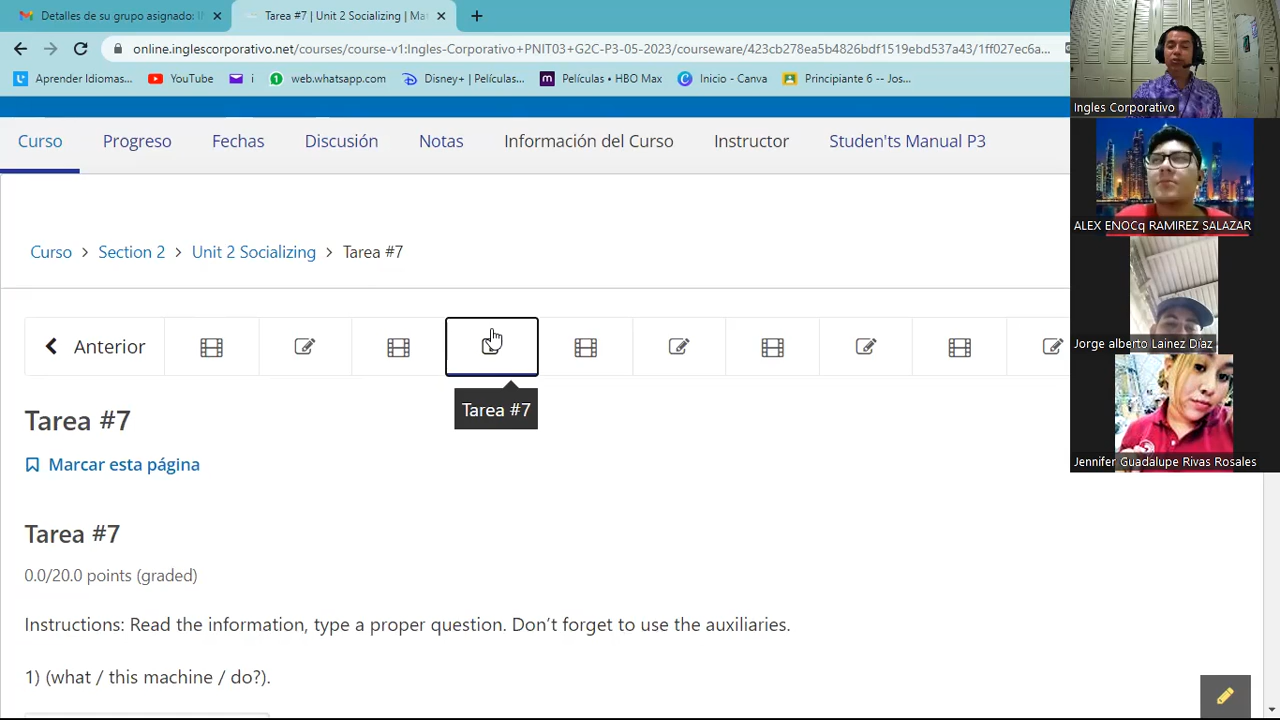 Detalles de su grupo asignado: I
Tarea #7 | Unit 2 Socializing | Mat
online.inglescorporativo.net/courses/course-v1:Ingles-Corporativo+PNIT03+G2C-P3-05-2023/courseware/423cb278ea5b4826bdf1519ebd537a43/1ff027ec6a...
Aprender Idiomas...
YouTube
i
web.whatsapp.com
Disney+ - Películas...
Películas • HBO Max
Inicio - Canva
Principiante 6 -- Jos...
Curso
Progreso
Fechas
Discusión
Notas
Información del Curso
Instructor
Studen'ts Manual P3
Curso > Section 2 > Unit 2 Socializing > Tarea #7
Anterior
Tarea #7
Tarea #7
Marcar esta página
Tarea #7
0.0/20.0 points (graded)
Instructions: Read the information, type a proper question. Don’t forget to use the auxiliaries.
1) (what / this machine / do?).
Ingles Corporativo
ALEX ENOCq RAMIREZ SALAZAR
Jorge alberto Lainez Diaz
Jennifer Guadalupe Rivas Rosales